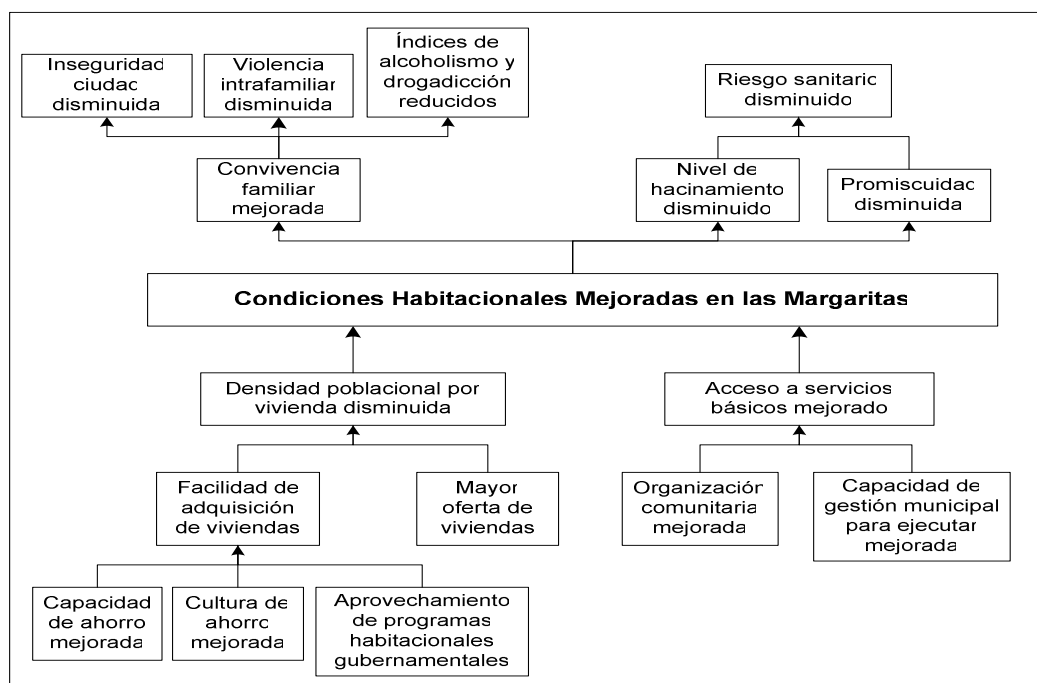 Inseguridad
ciudad
disminuida
Violencia
intrafamiliar
disminuida
Índices de
alcoholismo y
drogadicción
reducidos
Riesgo sanitario
disminuido
Convivencia
familiar
mejorada
Nivel de
hacinamiento
disminuido
Promiscuidad
disminuida
Condiciones Habitacionales Mejoradas en las Margaritas
Densidad poblacional por
vivienda disminuida
Acceso a servicios
básicos mejorado
Facilidad de
adquisición
de viviendas
Mayor
oferta de
viviendas
Organización
comunitaria
mejorada
Capacidad de
gestión municipal
para ejecutar
mejorada
Capacidad
de ahorro
mejorada
Cultura de
ahorro
mejorada
Aprovechamiento
de programas
habitacionales
gubernamentales